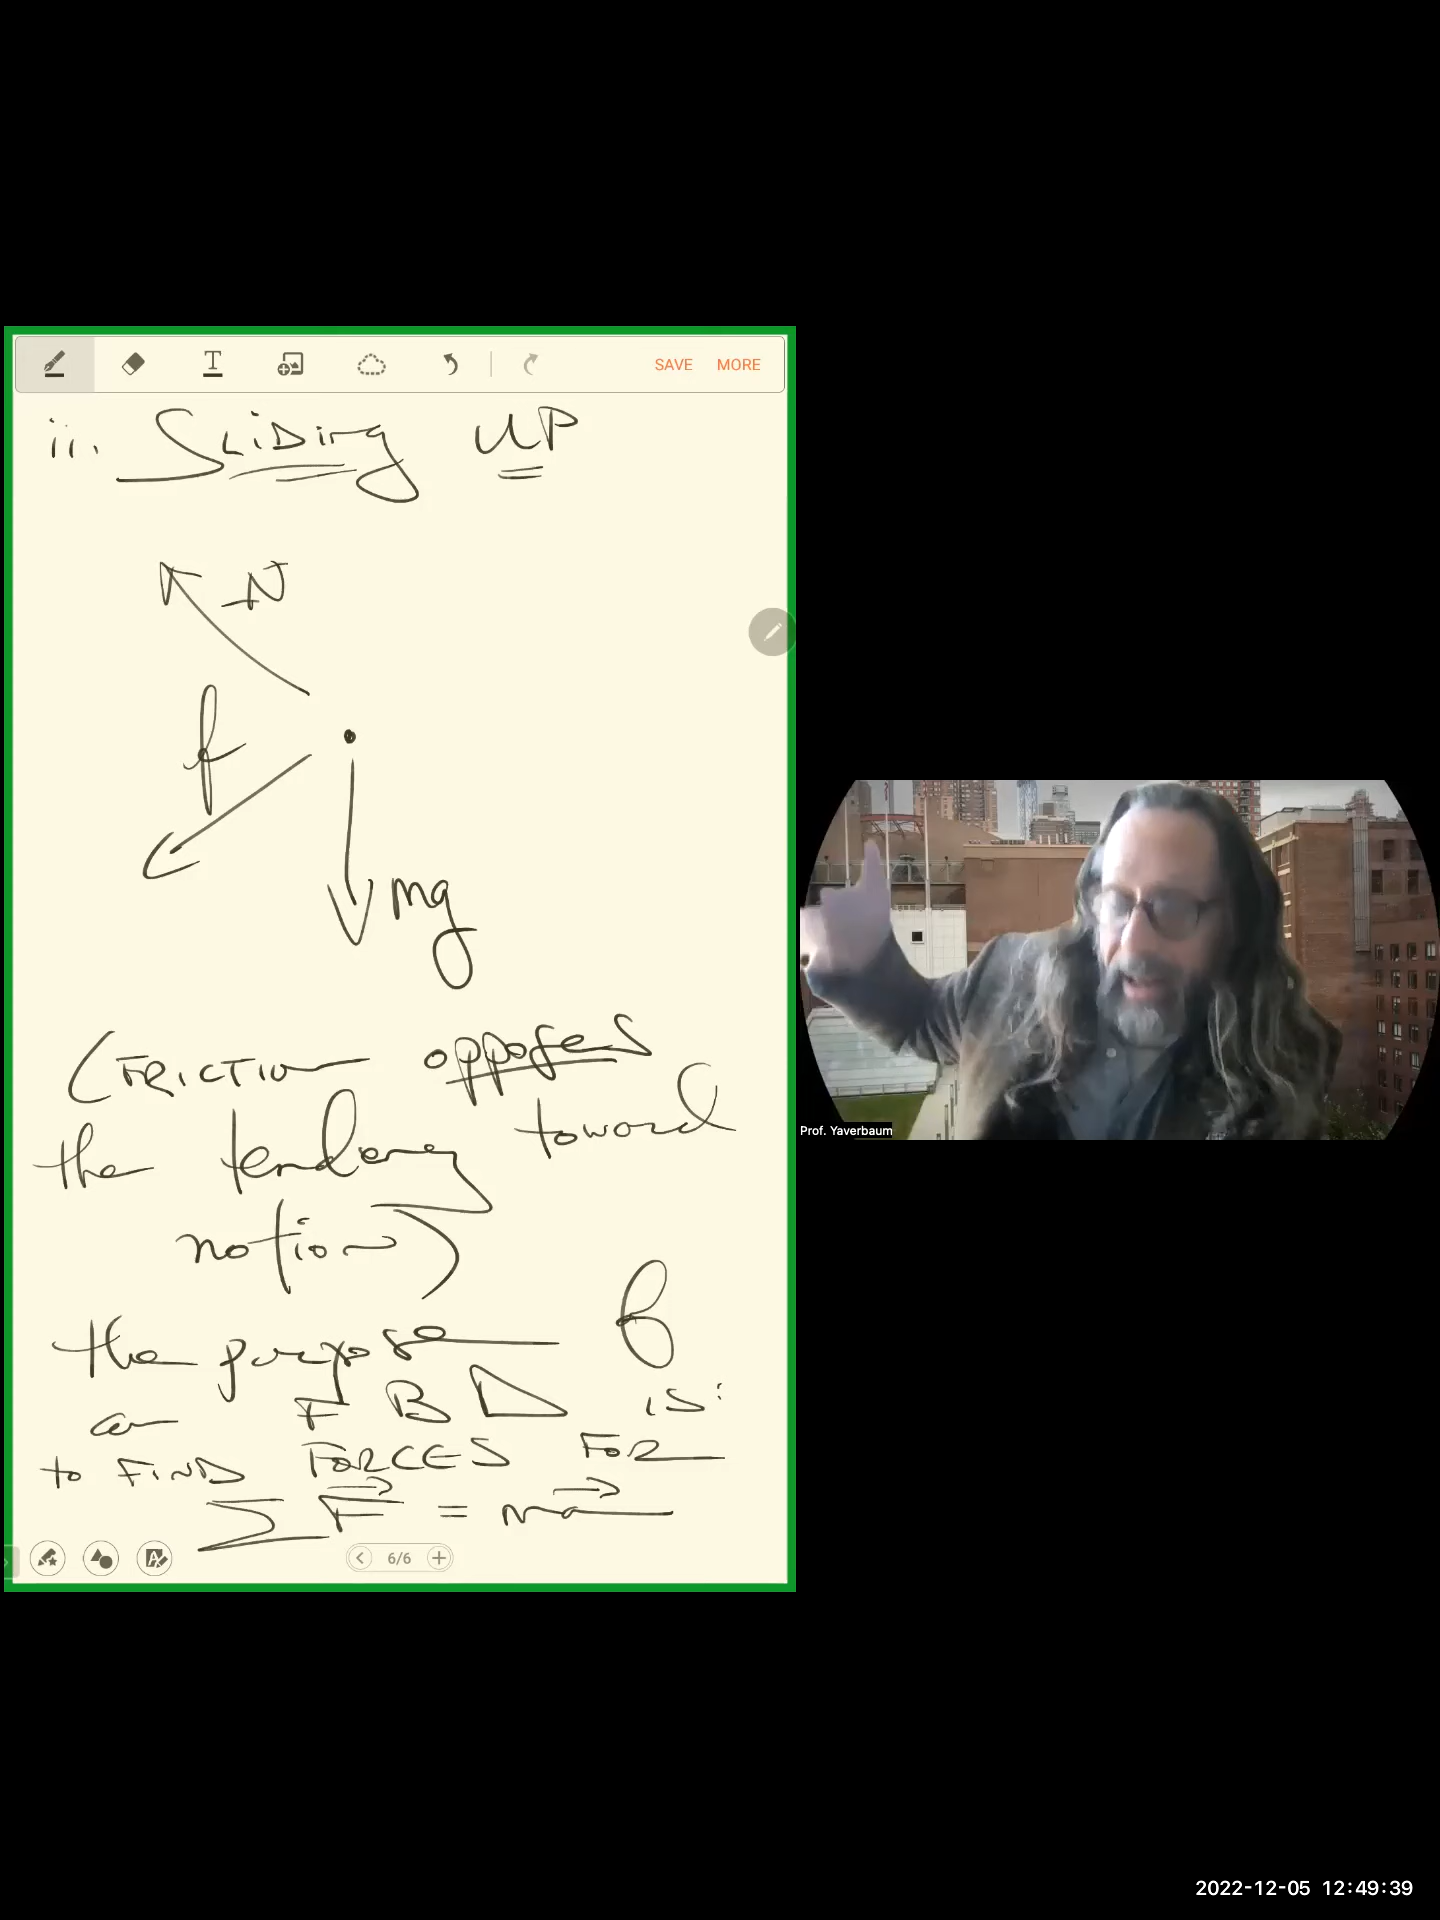 SAVE MORE
ii. SLiDing UP
N
f
mg
(FRICTION opposes
the tendency toward
motion)
the purpose of
an FBD is:
to FIND FORCES FOR
∑F⃗ = ma⃗
6/6
Prof. Yaverbaum
2022-12-05 12:49:39